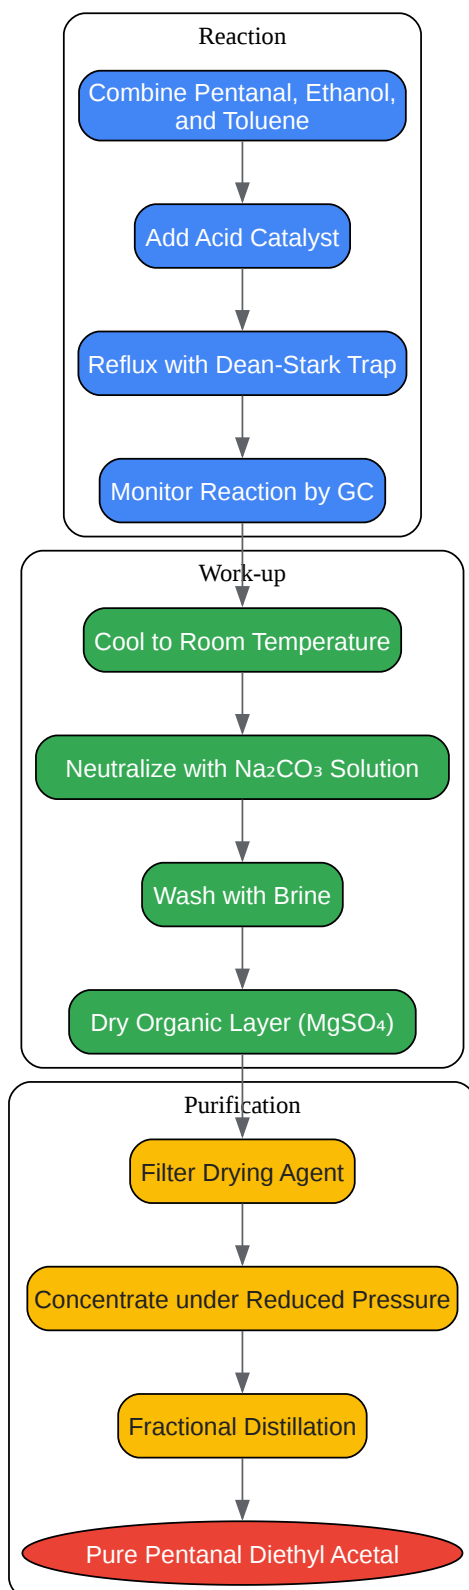 Reaction
Combine Pentanal, Ethanol,
and Toluene
Add Acid Catalyst
Reflux with Dean-Stark Trap
Monitor Reaction by GC
Work-up
Cool to Room Temperature
Neutralize with Na₂CO₃ Solution
Wash with Brine
Dry Organic Layer (MgSO₄)
Purification
Filter Drying Agent
Concentrate under Reduced Pressure
Fractional Distillation
Pure Pentanal Diethyl Acetal